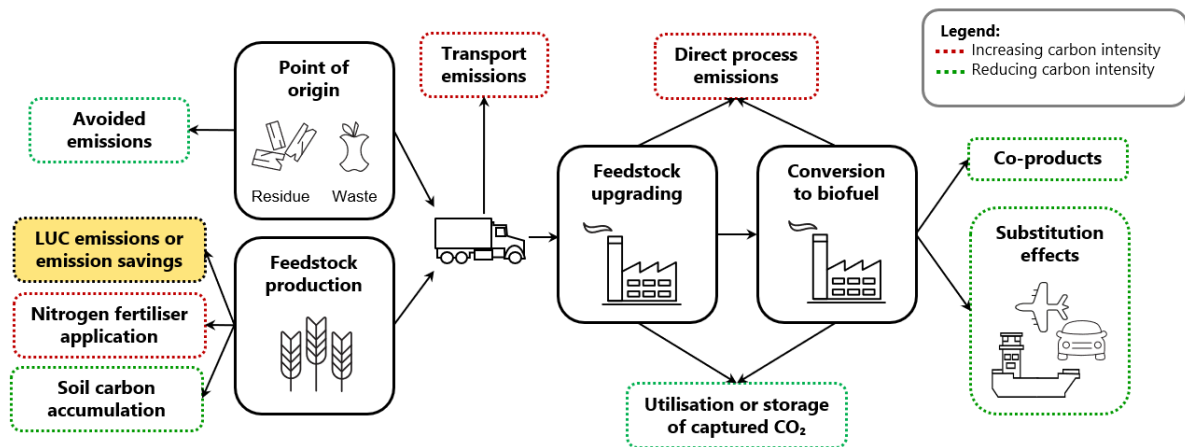 Legend:
Increasing carbon intensity
Reducing carbon intensity
Point of
origin
Residue Waste
Avoided
emissions
Transport
emissions
Direct process
emissions
LUC emissions or
emission savings
Nitrogen fertiliser
application
Soil carbon
accumulation
Feedstock
production
Feedstock
upgrading
Conversion
to biofuel
Co-products
Substitution
effects
Utilisation or storage
of captured CO₂